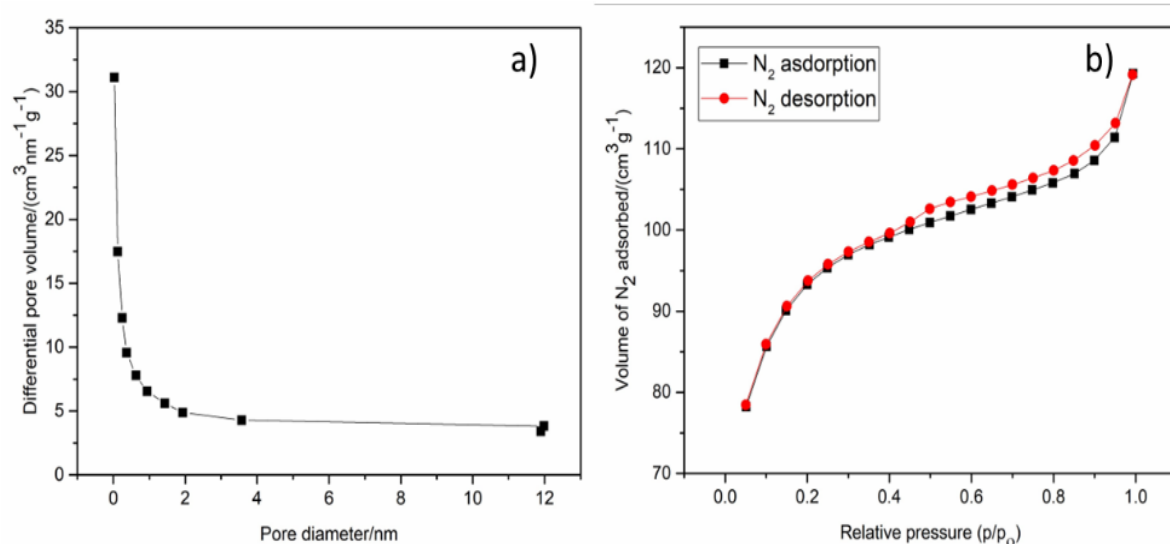 a)
Differential pore volume/(cm³nm⁻¹g⁻¹)
35
30
25
20
15
10
5
0
0 2 4 6 8 10 12
Pore diameter/nm
b)
N₂ asdorption
N₂ desorption
Volume of N₂ adsorbed/(cm³g⁻¹)
120
110
100
90
80
70
0.0 0.2 0.4 0.6 0.8 1.0
Relative pressure (p/p₀)